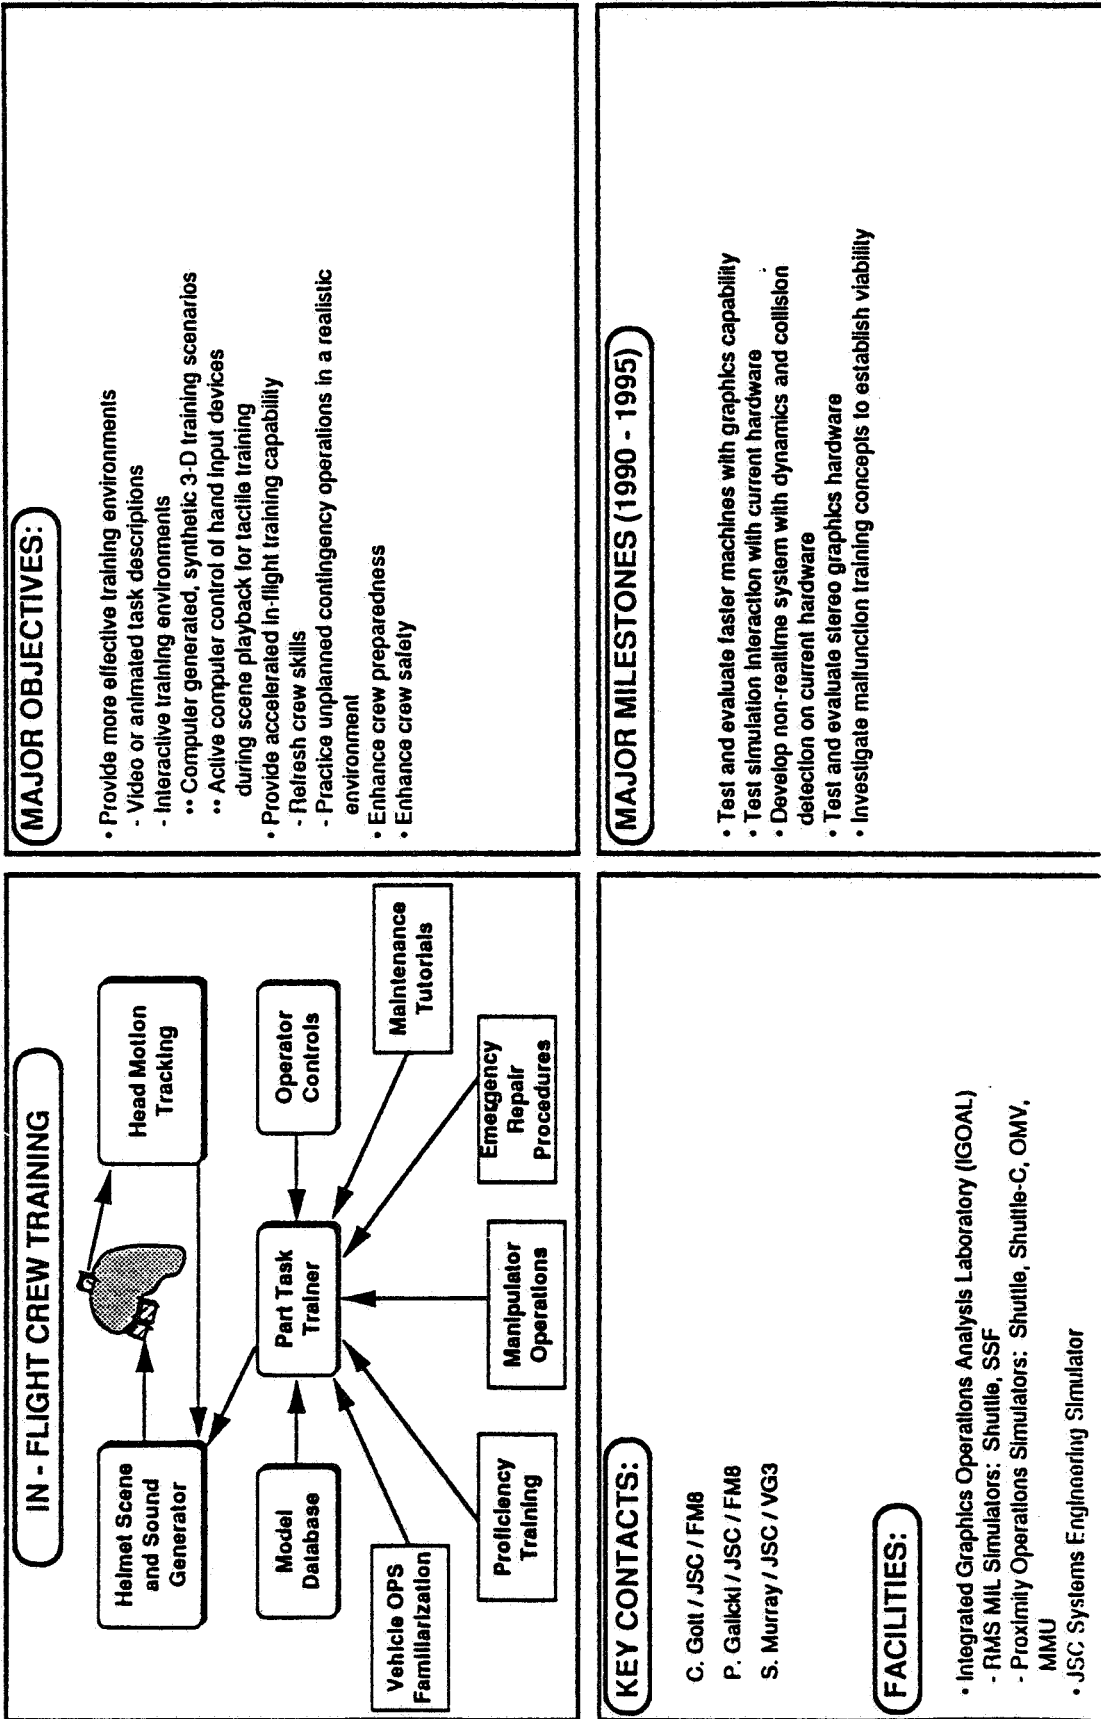 IN - FLIGHT CREW TRAINING
Helmet Scene
and Sound
Generator
Head Motion
Tracking
Model
Database
Part Task
Trainer
Operator
Controls
Vehicle OPS
Familiarization
Proficiency
Training
Manipulator
Operations
Emergency
Repair
Procedures
Maintenance
Tutorials
MAJOR OBJECTIVES:
• Provide more effective training environments
- Video or animated task descriptions
- Interactive training environments
•• Computer generated, synthetic 3-D training scenarios
•• Active computer control of hand input devices
during scene playback for tactile training
• Provide accelerated in-flight training capability
- Refresh crew skills
- Practice unplanned contingency operations in a realistic
environment
• Enhance crew preparedness
• Enhance crew safety
KEY CONTACTS:
C. Gott / JSC / FM8
P. Galicki / JSC / FM8
S. Murray / JSC / VG3
FACILITIES:
• Integrated Graphics Operations Analysis Laboratory (IGOAL)
- RMS MIL Simulators: Shuttle, SSF
- Proximity Operations Simulators: Shuttle, Shuttle-C, OMV,
MMU
• JSC Systems Engineering Simulator
MAJOR MILESTONES (1990 - 1995)
• Test and evaluate faster machines with graphics capability
• Test simulation interaction with current hardware
• Develop non-realtime system with dynamics and collision
detection on current hardware
• Test and evaluate stereo graphics hardware
• Investigate malfunction training concepts to establish viability